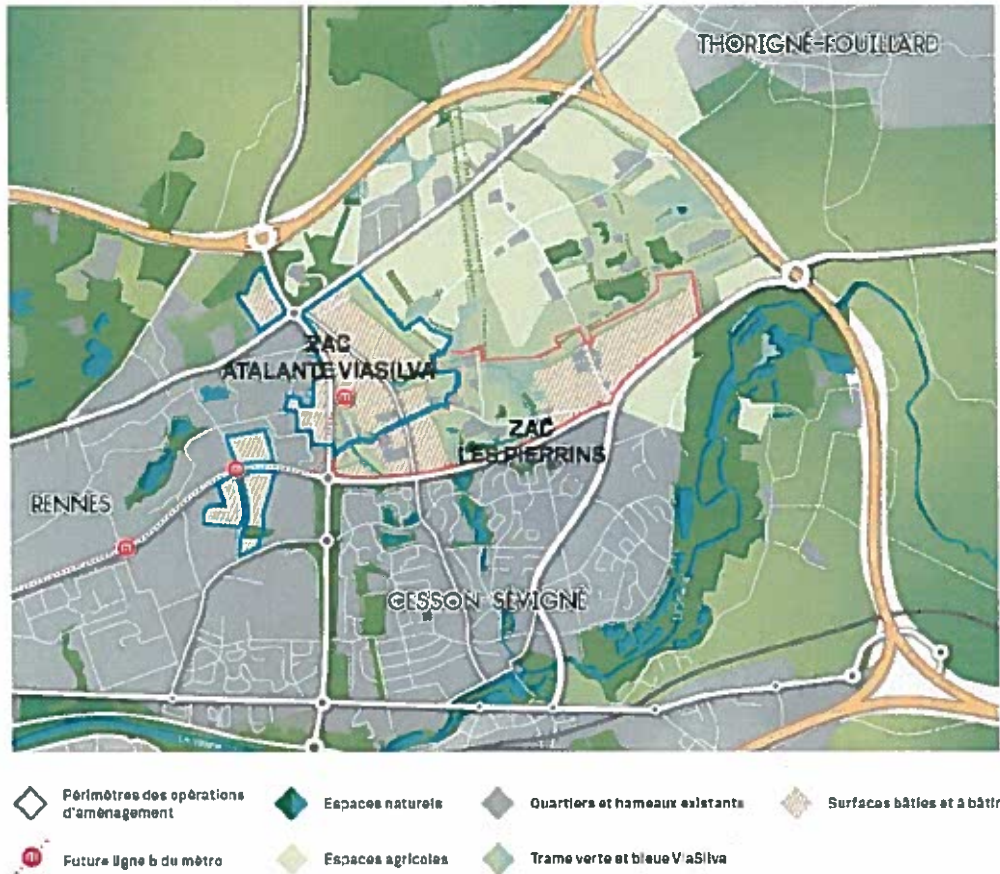 THORIGNÉ-FOUILLARD
ZAC
ATALANTE VIASILVA
ZAC
LES PIERRINS
RENNES
CESSON SÉVIGNÉ
Périmètres des opérations
d'aménagement
Espaces naturels
Quartiers et hameaux existants
Surfaces bâties et à bâtir
Future ligne b du métro
Espaces agricoles
Trame verte et bleue ViaSilva